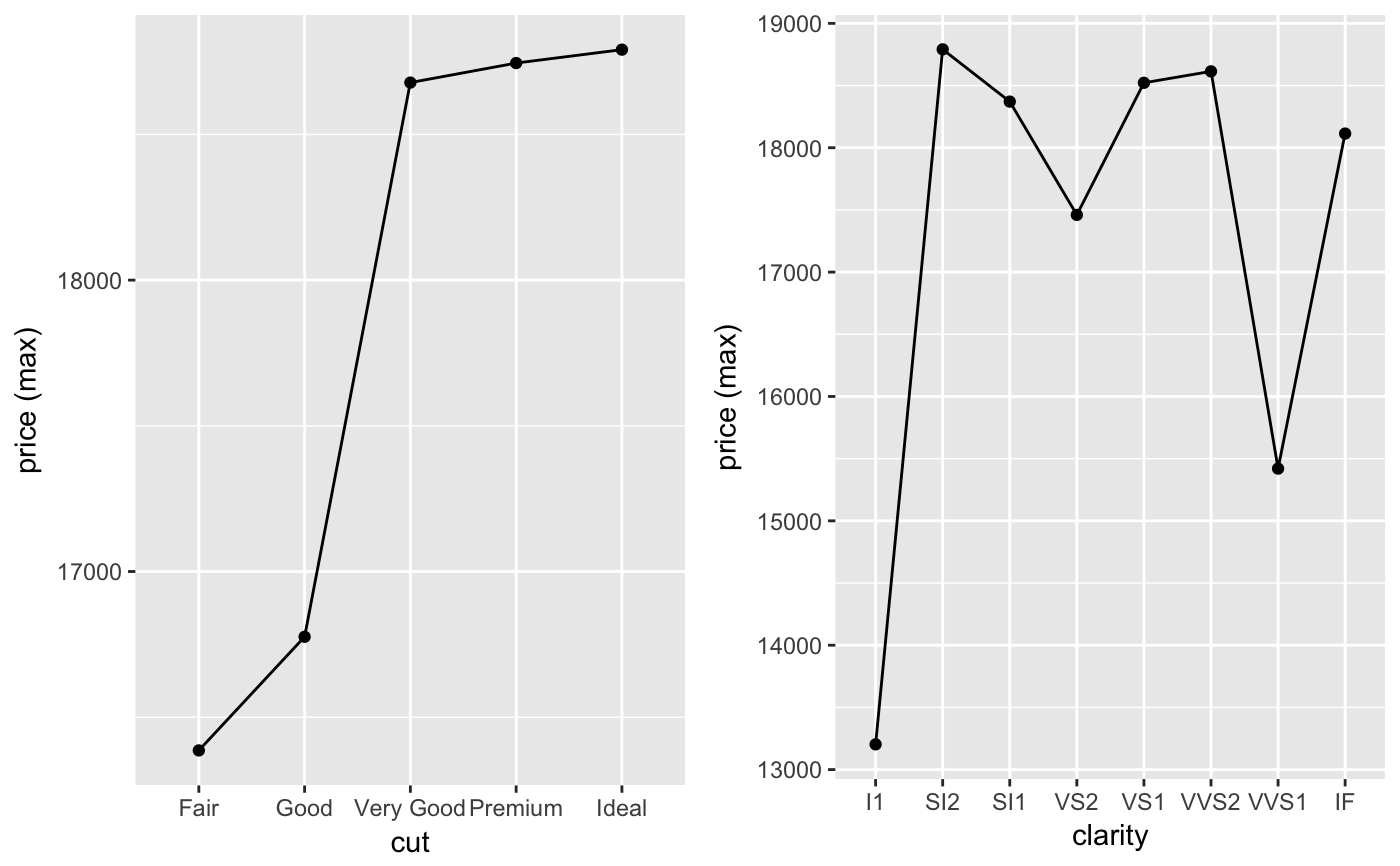 price (max)
18000
17000
Fair Good Very Good Premium Ideal
cut
price (max)
19000
18000
17000
16000
15000
14000
13000
I1 SI2 SI1 VS2 VS1 VVS2 VVS1 IF
clarity